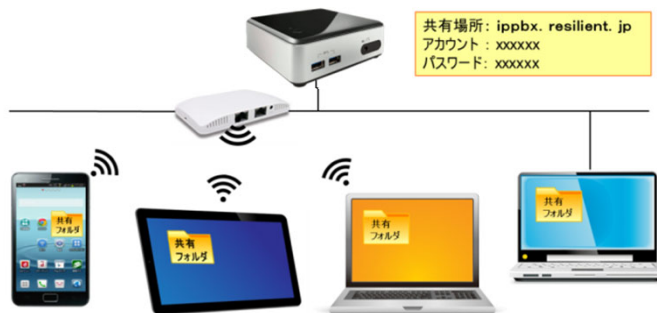 共有場所: ippbx. resilient. jp
アカウント : xxxxxx
パスワード: xxxxxx
共有
フォルダ
共有
フォルダ
共有
フォルダ
共有
フォルダ